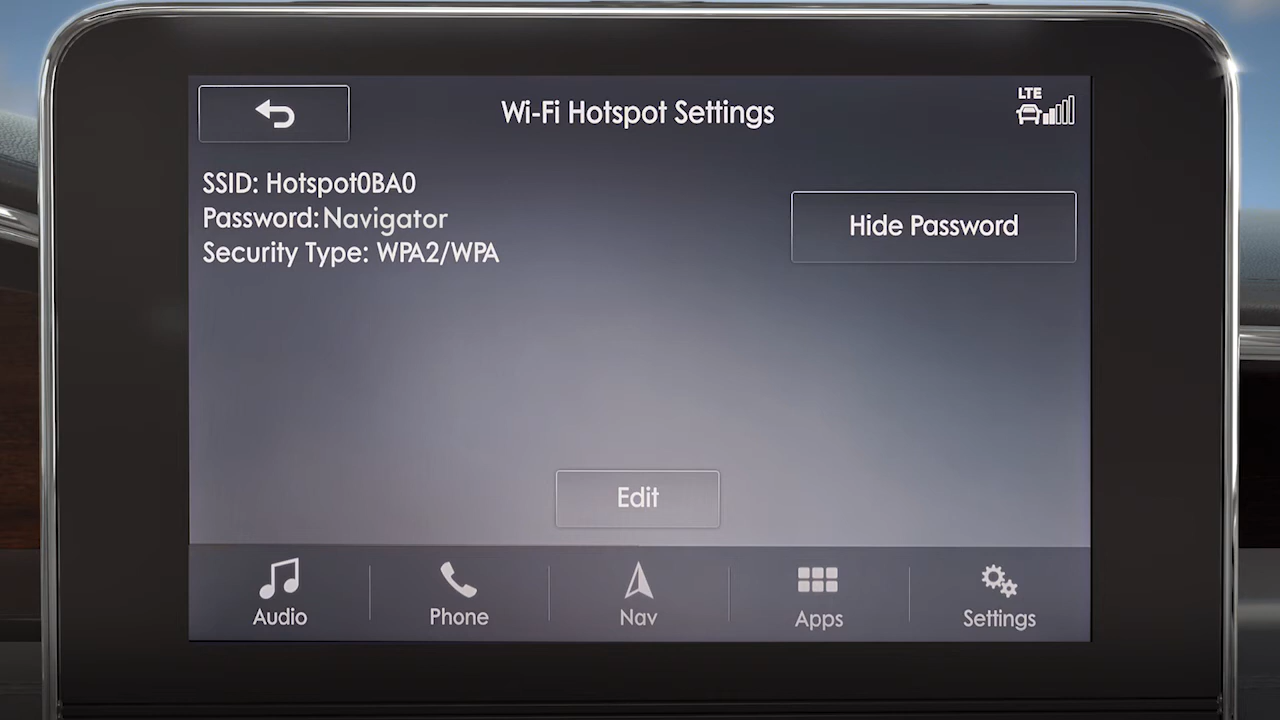 Wi-Fi Hotspot Settings
LTE
SSID: Hotspot0BA0
Password: Navigator
Security Type: WPA2/WPA
Hide Password
Edit
Audio
Phone
Nav
Apps
Settings